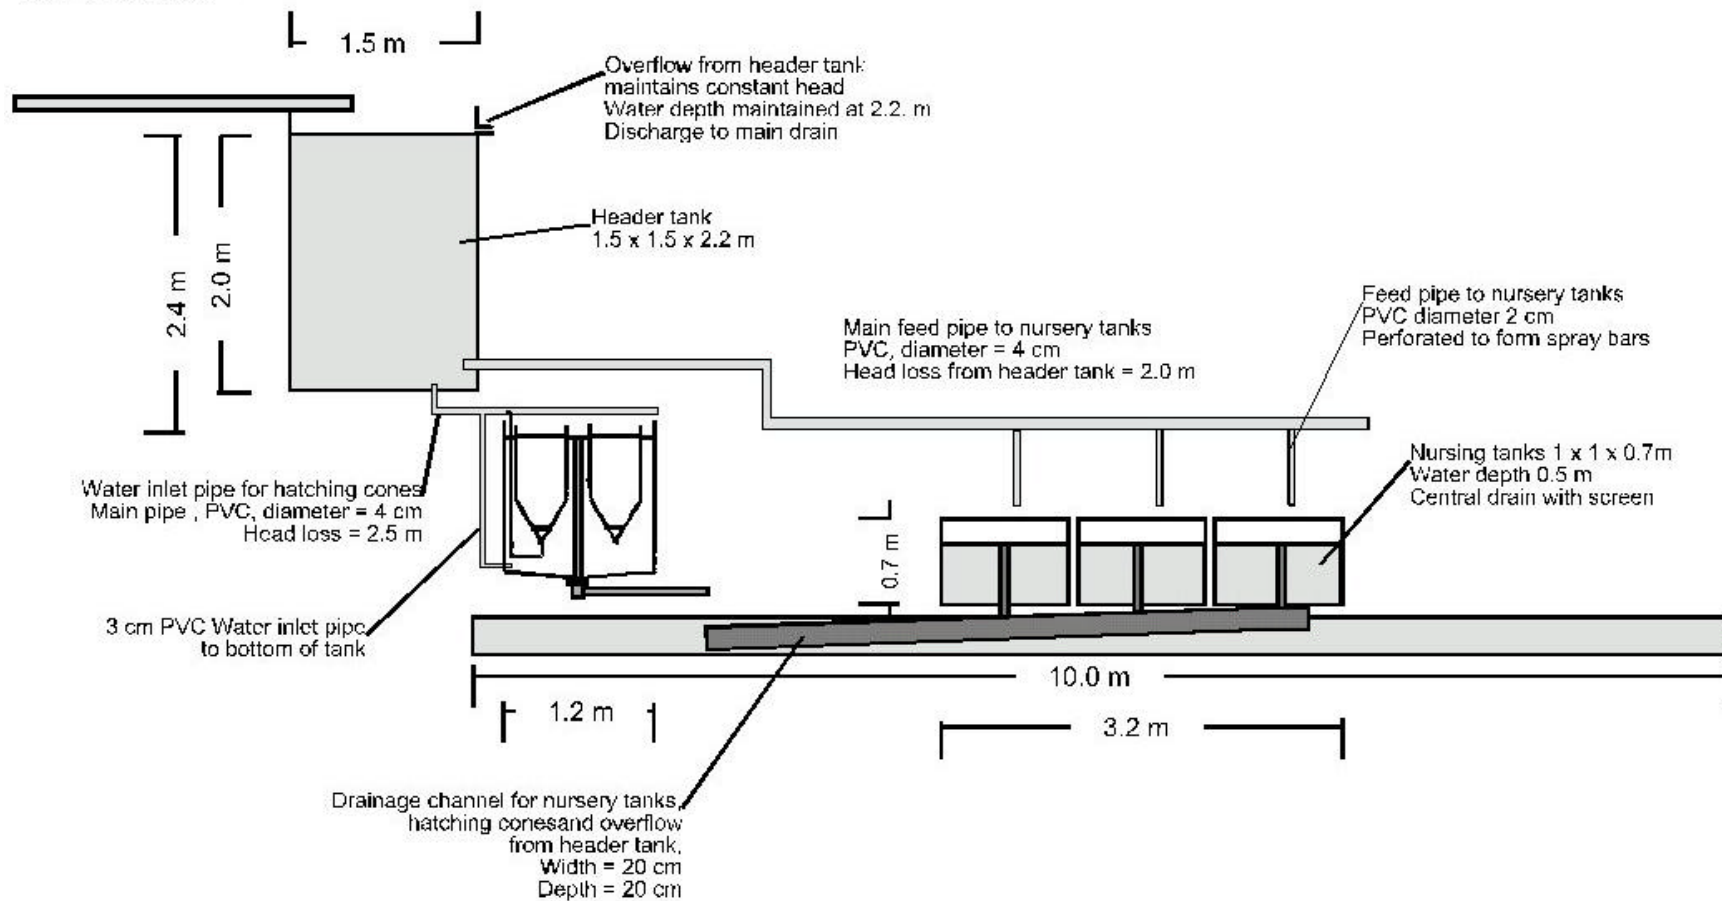 1.5 m
Overflow from header tank
maintains constant head
Water depth maintained at 2.2. m
Discharge to main drain
Header tank
1.5 x 1.5 x 2.2 m
2.4 m
2.0 m
Feed pipe to nursery tanks
PVC diameter 2 cm
Perforated to form spray bars
Main feed pipe to nursery tanks
PVC, diameter = 4 cm
Head loss from header tank = 2.0 m
Nursing tanks 1 x 1 x 0.7m
Water depth 0.5 m
Central drain with screen
Water inlet pipe for hatching cones
Main pipe , PVC, diameter = 4 cm
Head loss = 2.5 m
0.7 m
3 cm PVC Water inlet pipe
to bottom of tank
10.0 m
1.2 m
3.2 m
Drainage channel for nursery tanks,
hatching conesand overflow
from header tank,
Width = 20 cm
Depth = 20 cm